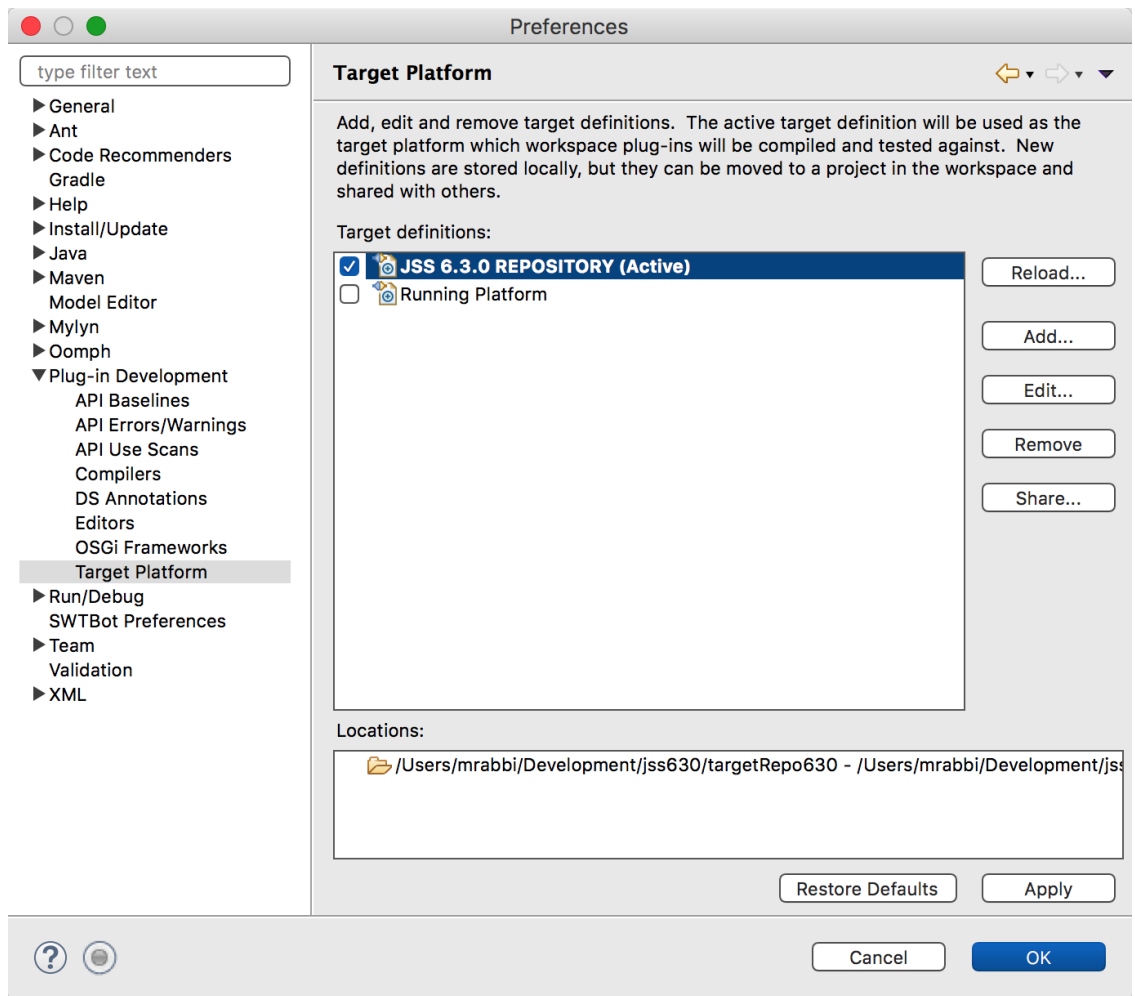 Preferences
type filter text
General
Ant
Code Recommenders
Gradle
Help
Install/Update
Java
Maven
Model Editor
Mylyn
Oomph
Plug-in Development
API Baselines
API Errors/Warnings
API Use Scans
Compilers
DS Annotations
Editors
OSGi Frameworks
Target Platform
Run/Debug
SWTBot Preferences
Team
Validation
XML
Target Platform
Add, edit and remove target definitions.  The active target definition will be used as the
target platform which workspace plug-ins will be compiled and tested against.  New
definitions are stored locally, but they can be moved to a project in the workspace and
shared with others.
Target definitions:
JSS 6.3.0 REPOSITORY (Active)
Running Platform
Reload...
Add...
Edit...
Remove
Share...
Locations:
/Users/mrabbi/Development/jss630/targetRepo630 - /Users/mrabbi/Development/jss
Restore Defaults
Apply
?
Cancel
OK